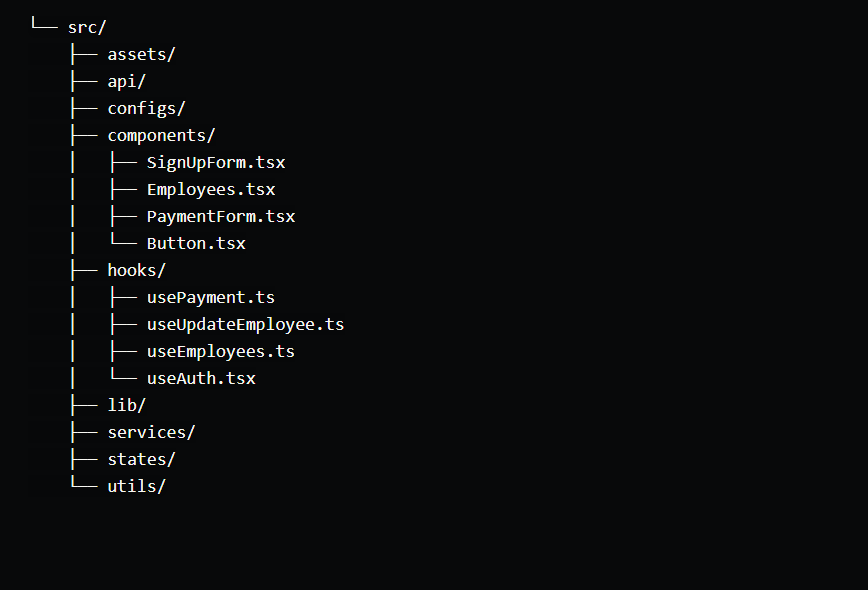 └── src/
    ├── assets/
    ├── api/
    ├── configs/
    ├── components/
    │   ├── SignUpForm.tsx
    │   ├── Employees.tsx
    │   ├── PaymentForm.tsx
    │   └── Button.tsx
    ├── hooks/
    │   ├── usePayment.ts
    │   ├── useUpdateEmployee.ts
    │   ├── useEmployees.ts
    │   └── useAuth.tsx
    ├── lib/
    ├── services/
    ├── states/
    └── utils/